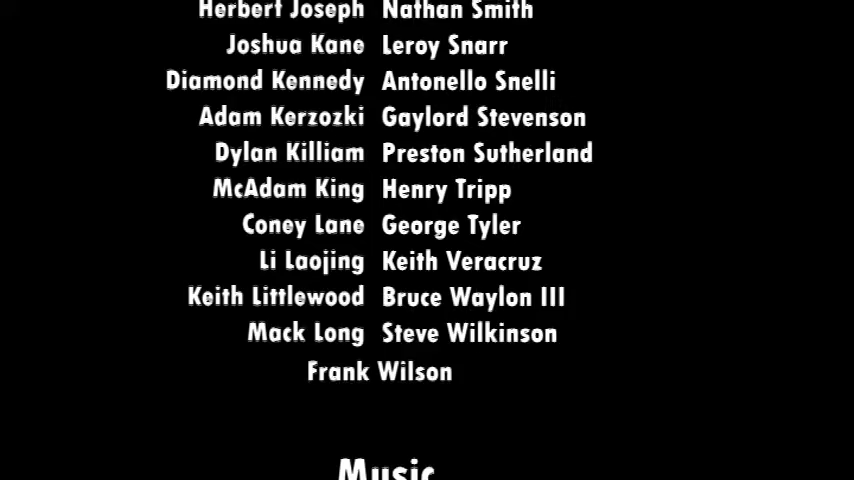 Herbert Joseph Nathan Smith
Joshua Kane Leroy Snarr
Diamond Kennedy Antonello Snelli
Adam Kerzozki Gaylord Stevenson
Dylan Killiam Preston Sutherland
McAdam King Henry Tripp
Coney Lane George Tyler
Li Laojing Keith Veracruz
Keith Littlewood Bruce Waylon III
Mack Long Steve Wilkinson
Frank Wilson
Music